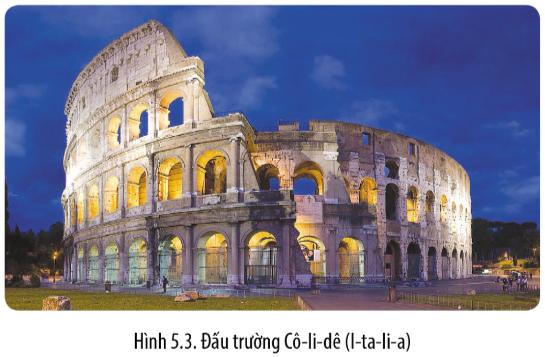 Hình 5.3. Đấu trường Cô-li-dê (I-ta-li-a)